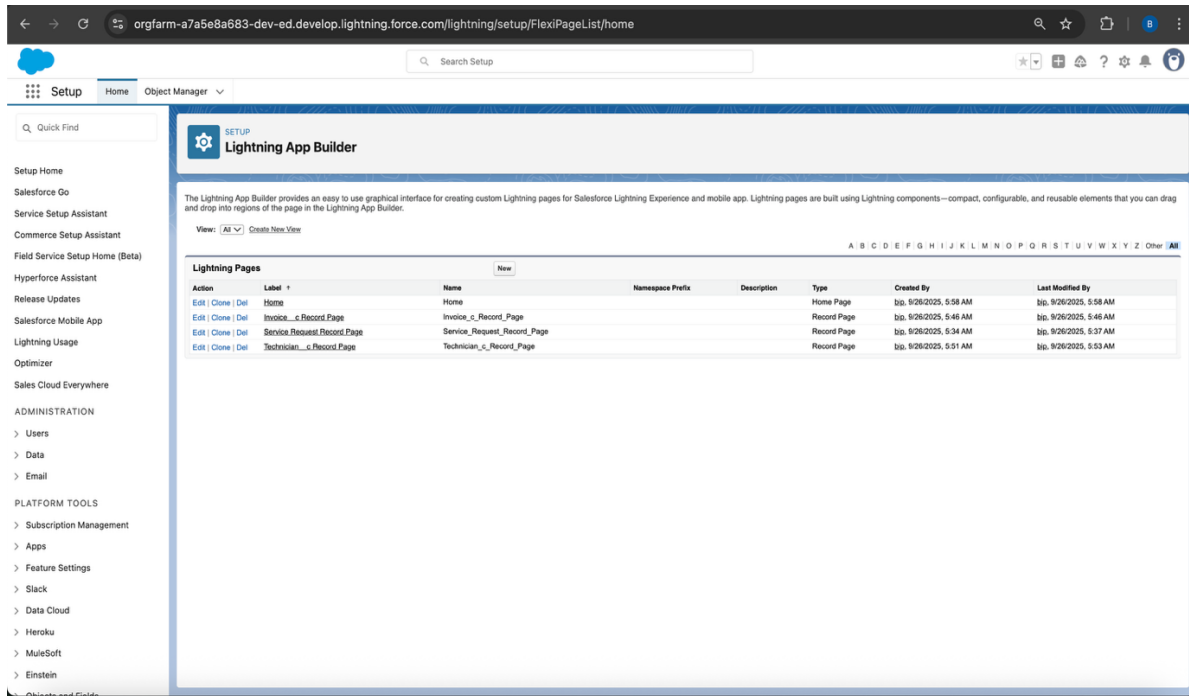 orgfarm-a7a5e8a683-dev-ed.develop.lightning.force.com/lightning/setup/FlexiPageList/home
B
Search Setup
Setup Home Object Manager
Quick Find
Setup Home
Salesforce Go
Service Setup Assistant
Commerce Setup Assistant
Field Service Setup Home (Beta)
Hyperforce Assistant
Release Updates
Salesforce Mobile App
Lightning Usage
Optimizer
Sales Cloud Everywhere
ADMINISTRATION
Users
Data
Email
PLATFORM TOOLS
Subscription Management
Apps
Feature Settings
Slack
Data Cloud
Heroku
MuleSoft
Einstein
Objects and Fields
SETUP
Lightning App Builder
The Lightning App Builder provides an easy to use graphical interface for creating custom Lightning pages for Salesforce Lightning Experience and mobile app. Lightning pages are built using Lightning components—compact, configurable, and reusable elements that you can drag
and drop into regions of the page in the Lightning App Builder.
View: All Create New View
A | B | C | D | E | F | G | H | I | J | K | L | M | N | O | P | Q | R | S | T | U | V | W | X | Y | Z | Other | All
Lightning Pages New
Action Label ↑ Name Namespace Prefix Description Type Created By Last Modified By
Edit | Clone | Del Home Home Home Page bip, 9/26/2025, 5:58 AM bip, 9/26/2025, 5:58 AM
Edit | Clone | Del Invoice__c Record Page Invoice_c_Record_Page Record Page bip, 9/26/2025, 5:46 AM bip, 9/26/2025, 5:46 AM
Edit | Clone | Del Service Request Record Page Service_Request_Record_Page Record Page bip, 9/26/2025, 5:34 AM bip, 9/26/2025, 5:37 AM
Edit | Clone | Del Technician__c Record Page Technician_c_Record_Page Record Page bip, 9/26/2025, 5:51 AM bip, 9/26/2025, 5:53 AM